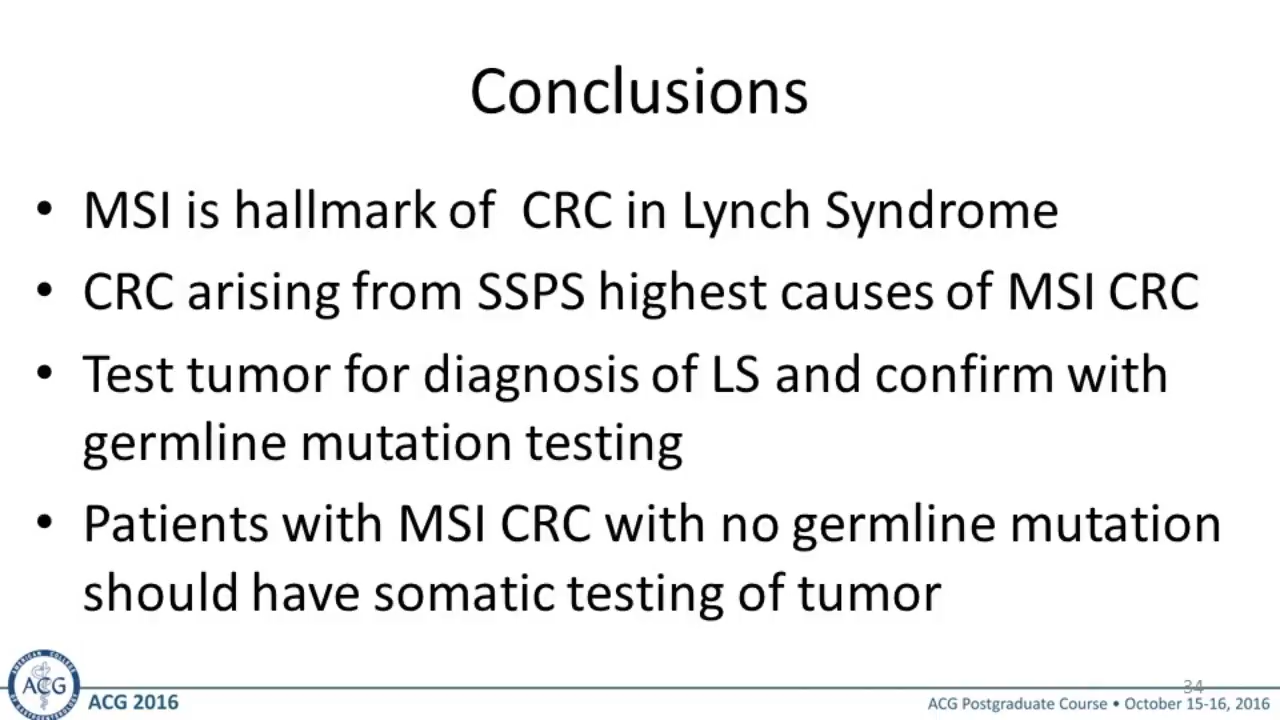 Conclusions
• MSI is hallmark of CRC in Lynch Syndrome
• CRC arising from SSPS highest causes of MSI CRC
• Test tumor for diagnosis of LS and confirm with
germline mutation testing
• Patients with MSI CRC with no germline mutation
should have somatic testing of tumor
34
ACG
ACG 2016
ACG Postgraduate Course • October 15-16, 2016